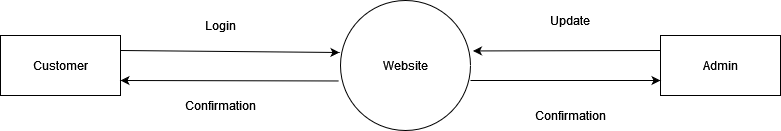 Login
Update
Customer
Website
Admin
Confirmation
Confirmation